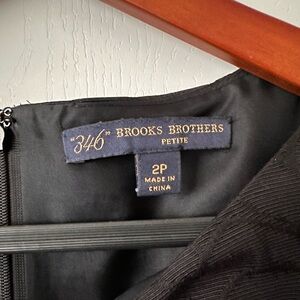 "346" BROOKS BROTHERS
PETITE
2P
MADE IN
CHINA